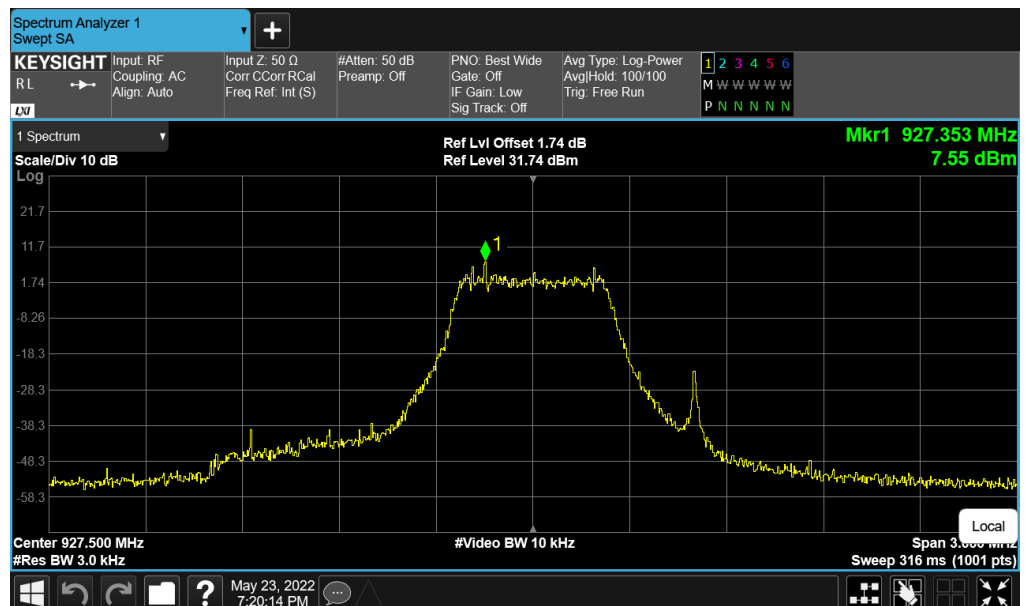 Spectrum Analyzer 1
Swept SA
KEYSIGHT
R L
LXI
Input: RF
Coupling: AC
Align: Auto
Input Z: 50 Ω
Corr CCorr RCal
Freq Ref: Int (S)
#Atten: 50 dB
Preamp: Off
PNO: Best Wide
Gate: Off
IF Gain: Low
Sig Track: Off
Avg Type: Log-Power
Avg|Hold: 100/100
Trig: Free Run
1 2 3 4 5 6
M W W W W W
P N N N N N
1 Spectrum
Scale/Div 10 dB
Log
Ref Lvl Offset 1.74 dB
Ref Level 31.74 dBm
Mkr1 927.353 MHz
7.55 dBm
21.7
11.7
1.74
-8.26
-18.3
-28.3
-38.3
-48.3
-58.3
1
Local
Center 927.500 MHz
#Res BW 3.0 kHz
#Video BW 10 kHz
Span 3.000 MHz
Sweep 316 ms (1001 pts)
?
May 23, 2022
7:20:14 PM